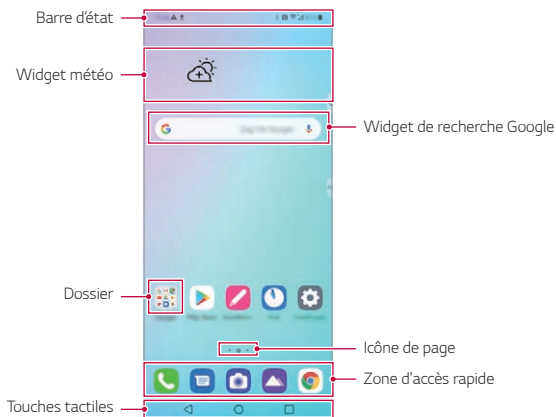 Barre d'état
Widget météo
Widget de recherche Google
Dossier
Icône de page
Zone d'accès rapide
Touches tactiles